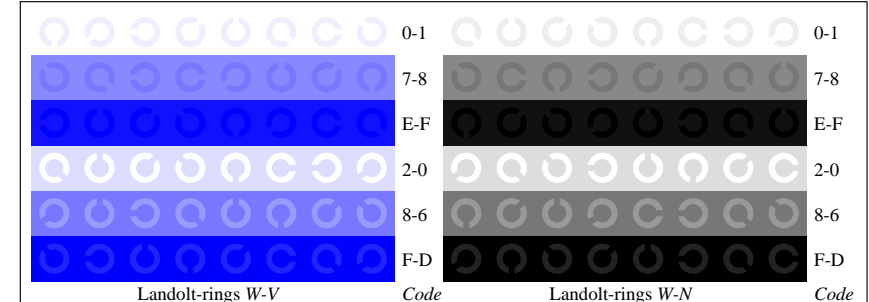 0-1 0-1
7-8 7-8
E-F E-F
2-0 2-0
8-6 8-6
F-D F-D
Landolt-rings W-V Code Landolt-rings W-N Code